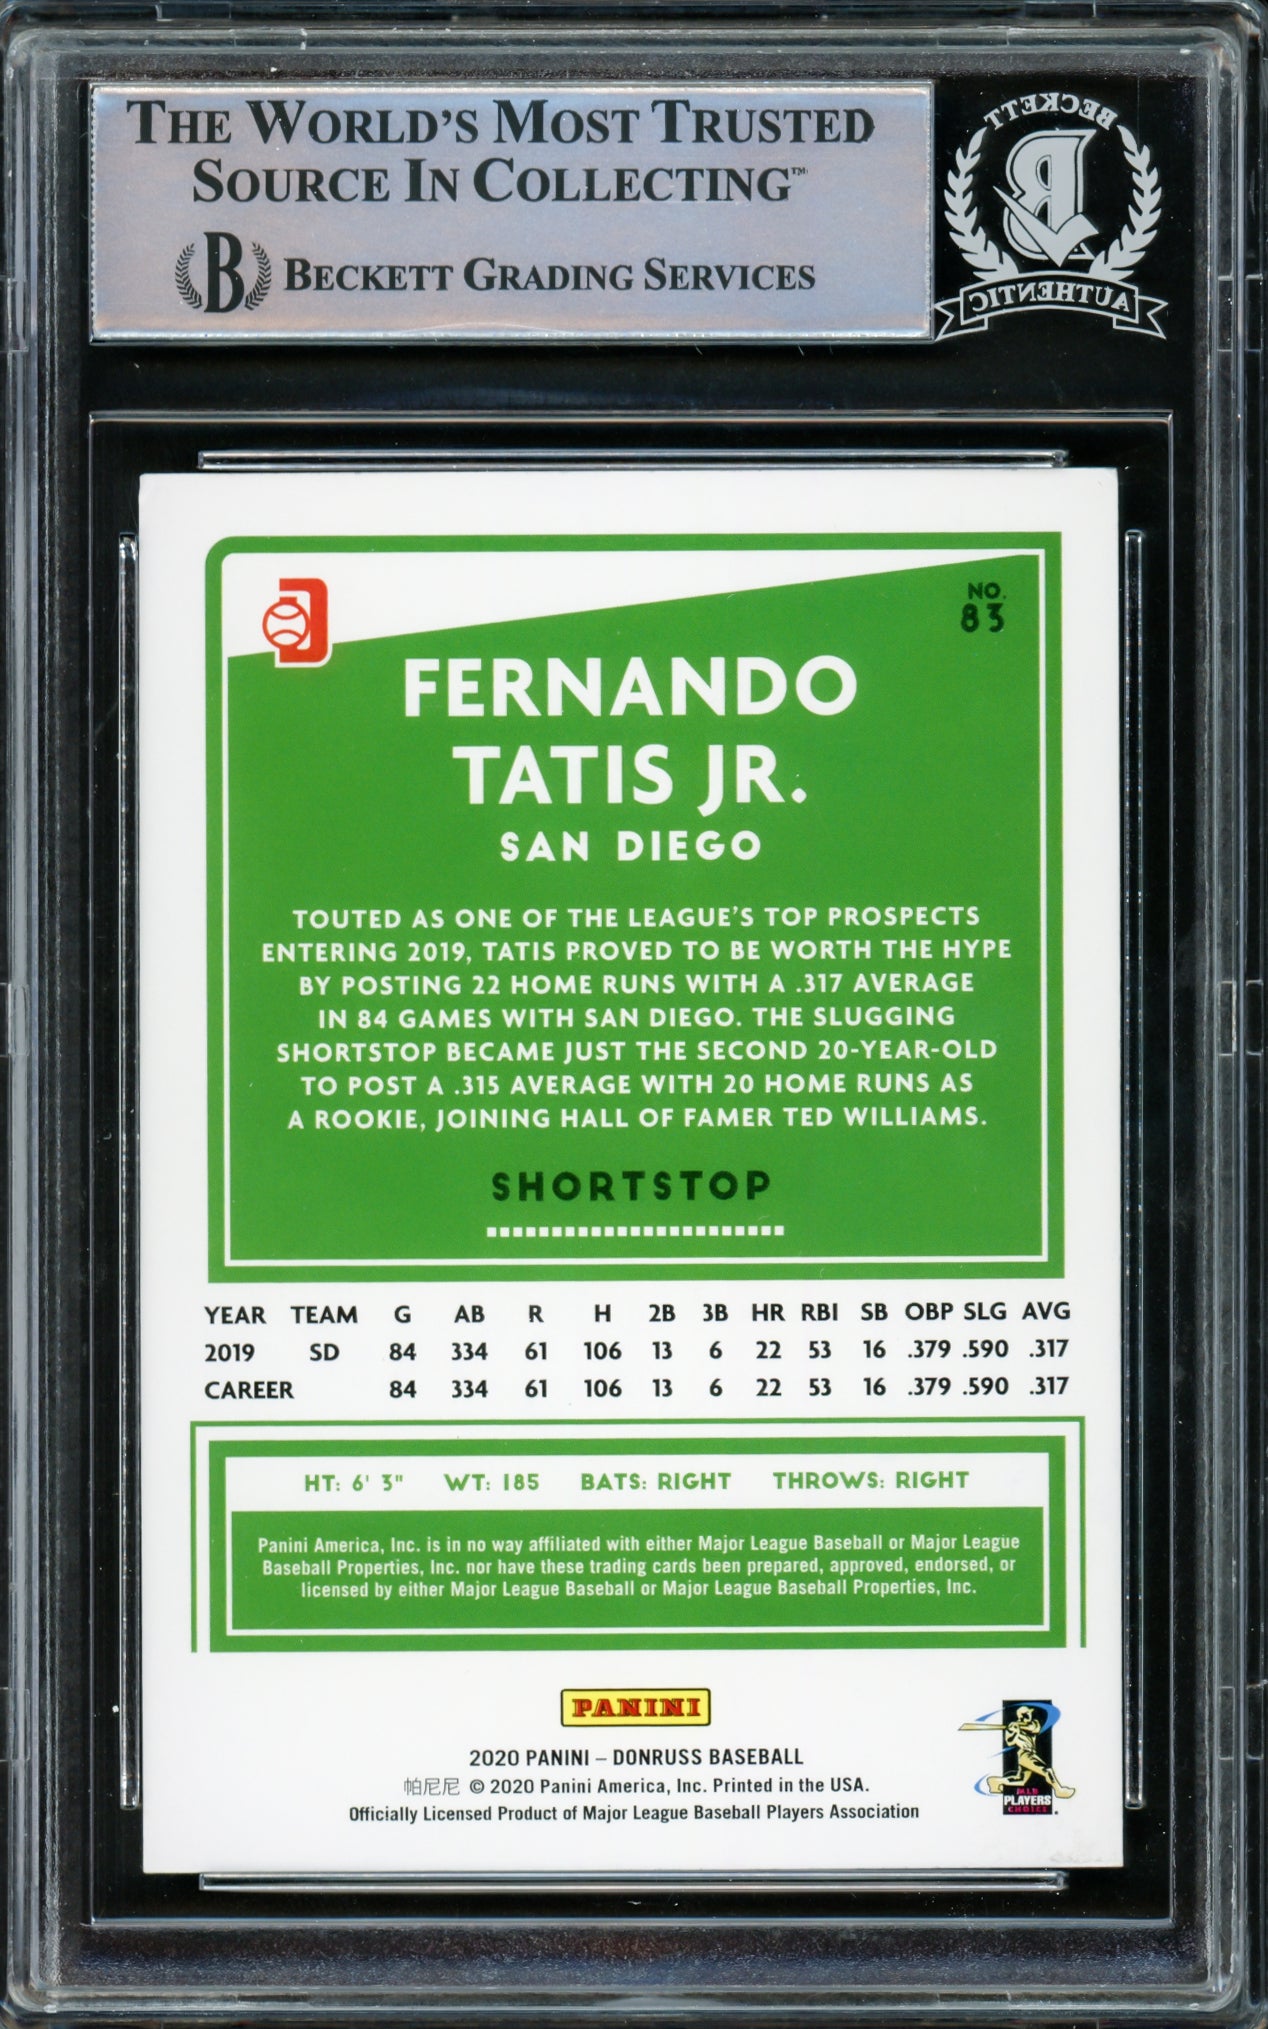 THE WORLD'S MOST TRUSTED
SOURCE IN COLLECTING™
B BECKETT GRADING SERVICES
BECKETT
B
AUTHENTIC
NO.
83
FERNANDO
TATIS JR.
SAN DIEGO
TOUTED AS ONE OF THE LEAGUE'S TOP PROSPECTS
ENTERING 2019, TATIS PROVED TO BE WORTH THE HYPE
BY POSTING 22 HOME RUNS WITH A .317 AVERAGE
IN 84 GAMES WITH SAN DIEGO. THE SLUGGING
SHORTSTOP BECAME JUST THE SECOND 20-YEAR-OLD
TO POST A .315 AVERAGE WITH 20 HOME RUNS AS
A ROOKIE, JOINING HALL OF FAMER TED WILLIAMS.
SHORTSTOP
YEAR TEAM G AB R H 2B 3B HR RBI SB OBP SLG AVG
2019 SD 84 334 61 106 13 6 22 53 16 .379 .590 .317
CAREER 84 334 61 106 13 6 22 53 16 .379 .590 .317
HT: 6' 3" WT: 185 BATS: RIGHT THROWS: RIGHT
Panini America, Inc. is in no way affiliated with either Major League Baseball or Major League
Baseball Properties, Inc. nor have these trading cards been prepared, approved, endorsed, or
licensed by either Major League Baseball or Major League Baseball Properties, Inc.
PANINI
2020 PANINI – DONRUSS BASEBALL
帕尼尼 © 2020 Panini America, Inc. Printed in the USA.
Officially Licensed Product of Major League Baseball Players Association
MLB
PLAYERS
CHOICE